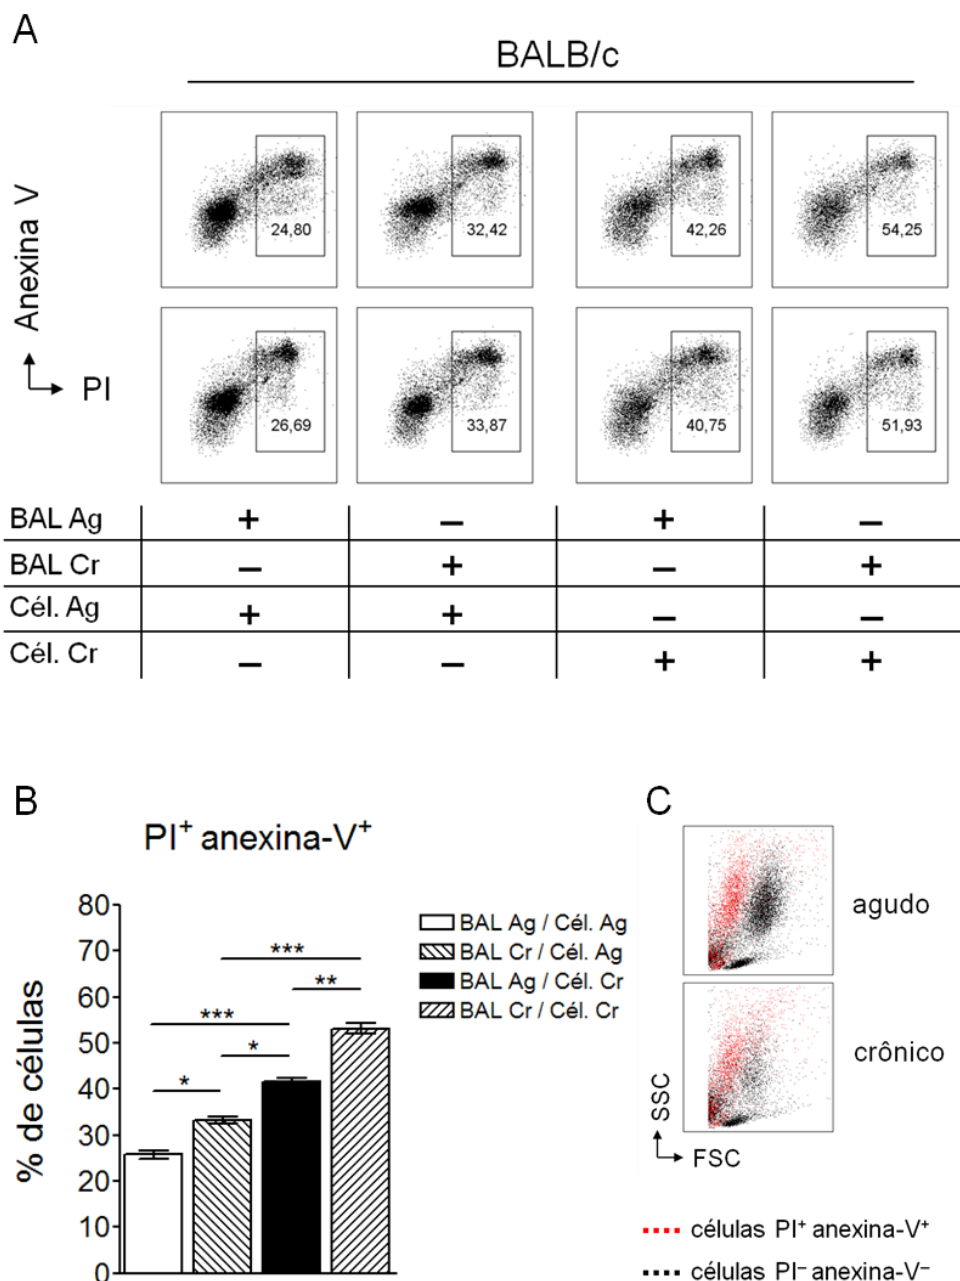 A
BALB/c
Anexina V
PI
24,80 32,42 42,26 54,25
26,69 33,87 40,75 51,93
BAL Ag + – + –
BAL Cr – + – +
Cél. Ag + + – –
Cél. Cr – – + +
B
PI+ anexina-V+
% de células
80
70
60
50
40
30
20
10
0
***
**
***
*
*
BAL Ag / Cél. Ag
BAL Cr / Cél. Ag
BAL Ag / Cél. Cr
BAL Cr / Cél. Cr
C
agudo
crônico
SSC
FSC
células PI+ anexina-V+
células PI– anexina-V–